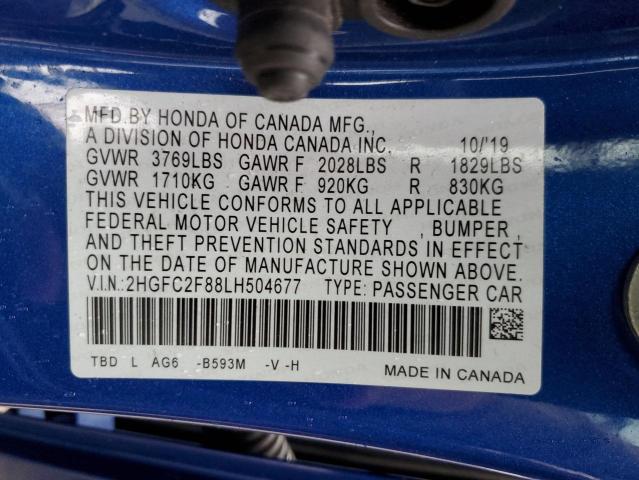 MFD.BY HONDA OF CANADA MFG.,
A DIVISION OF HONDA CANADA INC. 10/'19
GVWR 3769LBS GAWR F 2028LBS R 1829LBS
GVWR 1710KG GAWR F 920KG R 830KG
THIS VEHICLE CONFORMS TO ALL APPLICABLE
FEDERAL MOTOR VEHICLE SAFETY , BUMPER ,
AND THEFT PREVENTION STANDARDS IN EFFECT
ON THE DATE OF MANUFACTURE SHOWN ABOVE.
V.I.N.:2HGFC2F88LH504677 TYPE: PASSENGER CAR
TBD L AG6 -B593M -V -H
MADE IN CANADA